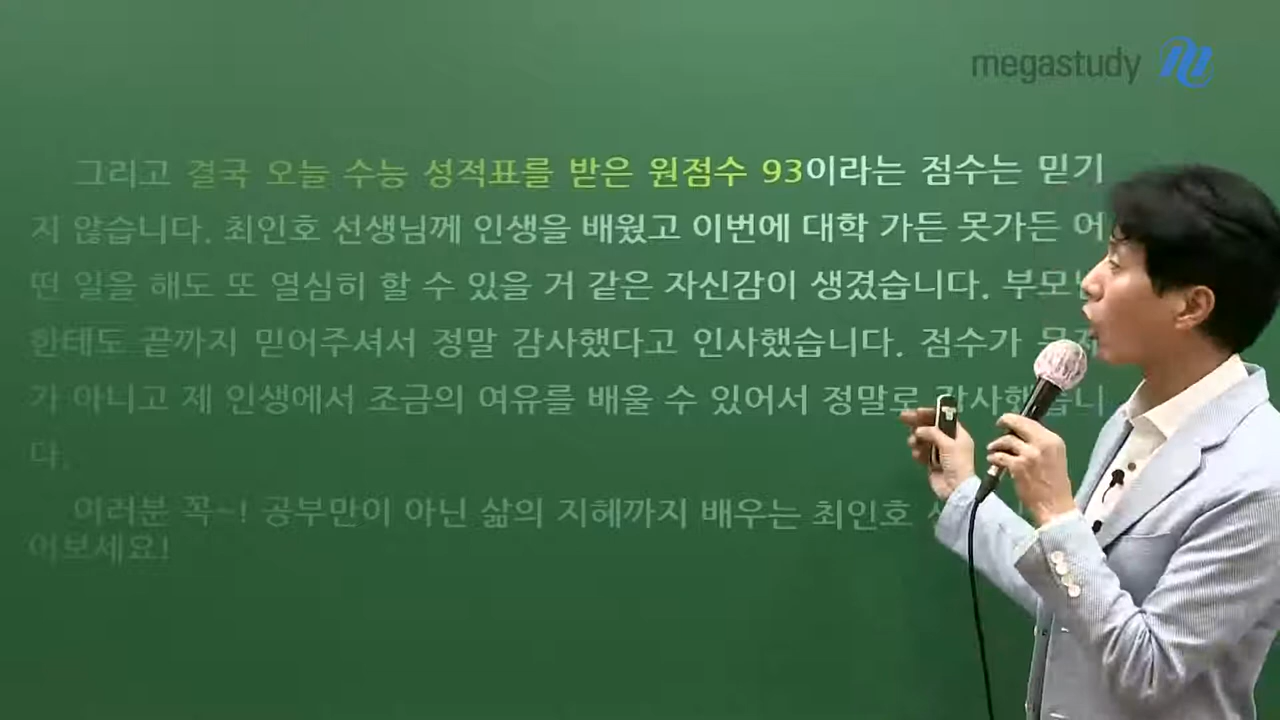 megastudy
그리고 결국 오늘 수능 성적표를 받은 원점수 93이라는 점수는 믿기
지 않습니다. 최인호 선생님께 인생을 배웠고 이번에 대학 가든 못가든 어
떤 일을 해도 또 열심히 할 수 있을 거 같은 자신감이 생겼습니다. 부모님
한테도 끝까지 믿어주셔서 정말 감사했다고 인사했습니다. 점수가 문제
가 아니고 제 인생에서 조금의 여유를 배울 수 있어서 정말로 감사했습니
다.
여러분 꼭~! 공부만이 아닌 삶의 지혜까지 배우는 최인호
어보세요!